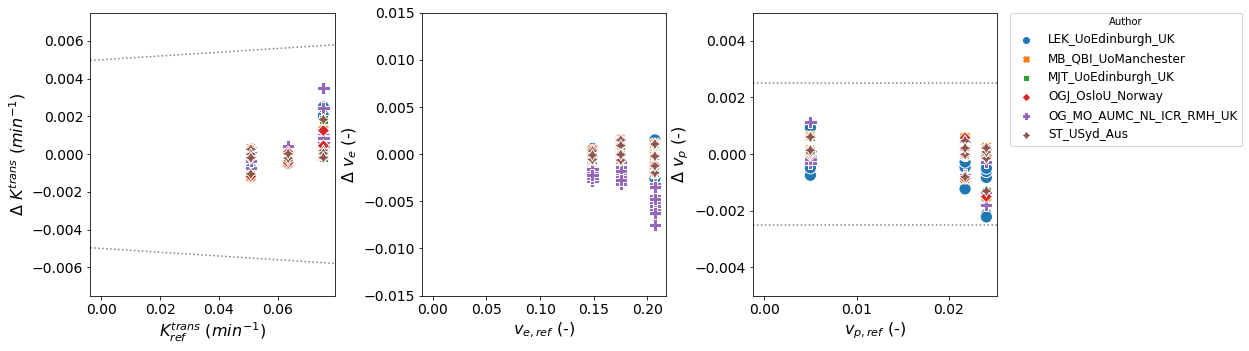 0.006
0.004
0.002
0.000
−0.002
−0.004
−0.006
Δ K^trans (min^−1)
0.00 0.02 0.04 0.06
K_ref^trans (min^−1)
0.015
0.010
0.005
0.000
−0.005
−0.010
−0.015
Δ v_e (-)
0.00 0.05 0.10 0.15 0.20
v_e, ref (-)
0.004
0.002
0.000
−0.002
−0.004
Δ v_p (-)
0.00 0.01 0.02
v_p, ref (-)
Author
LEK_UoEdinburgh_UK
MB_QBI_UoManchester
MJT_UoEdinburgh_UK
OGJ_OsloU_Norway
OG_MO_AUMC_NL_ICR_RMH_UK
ST_USyd_Aus